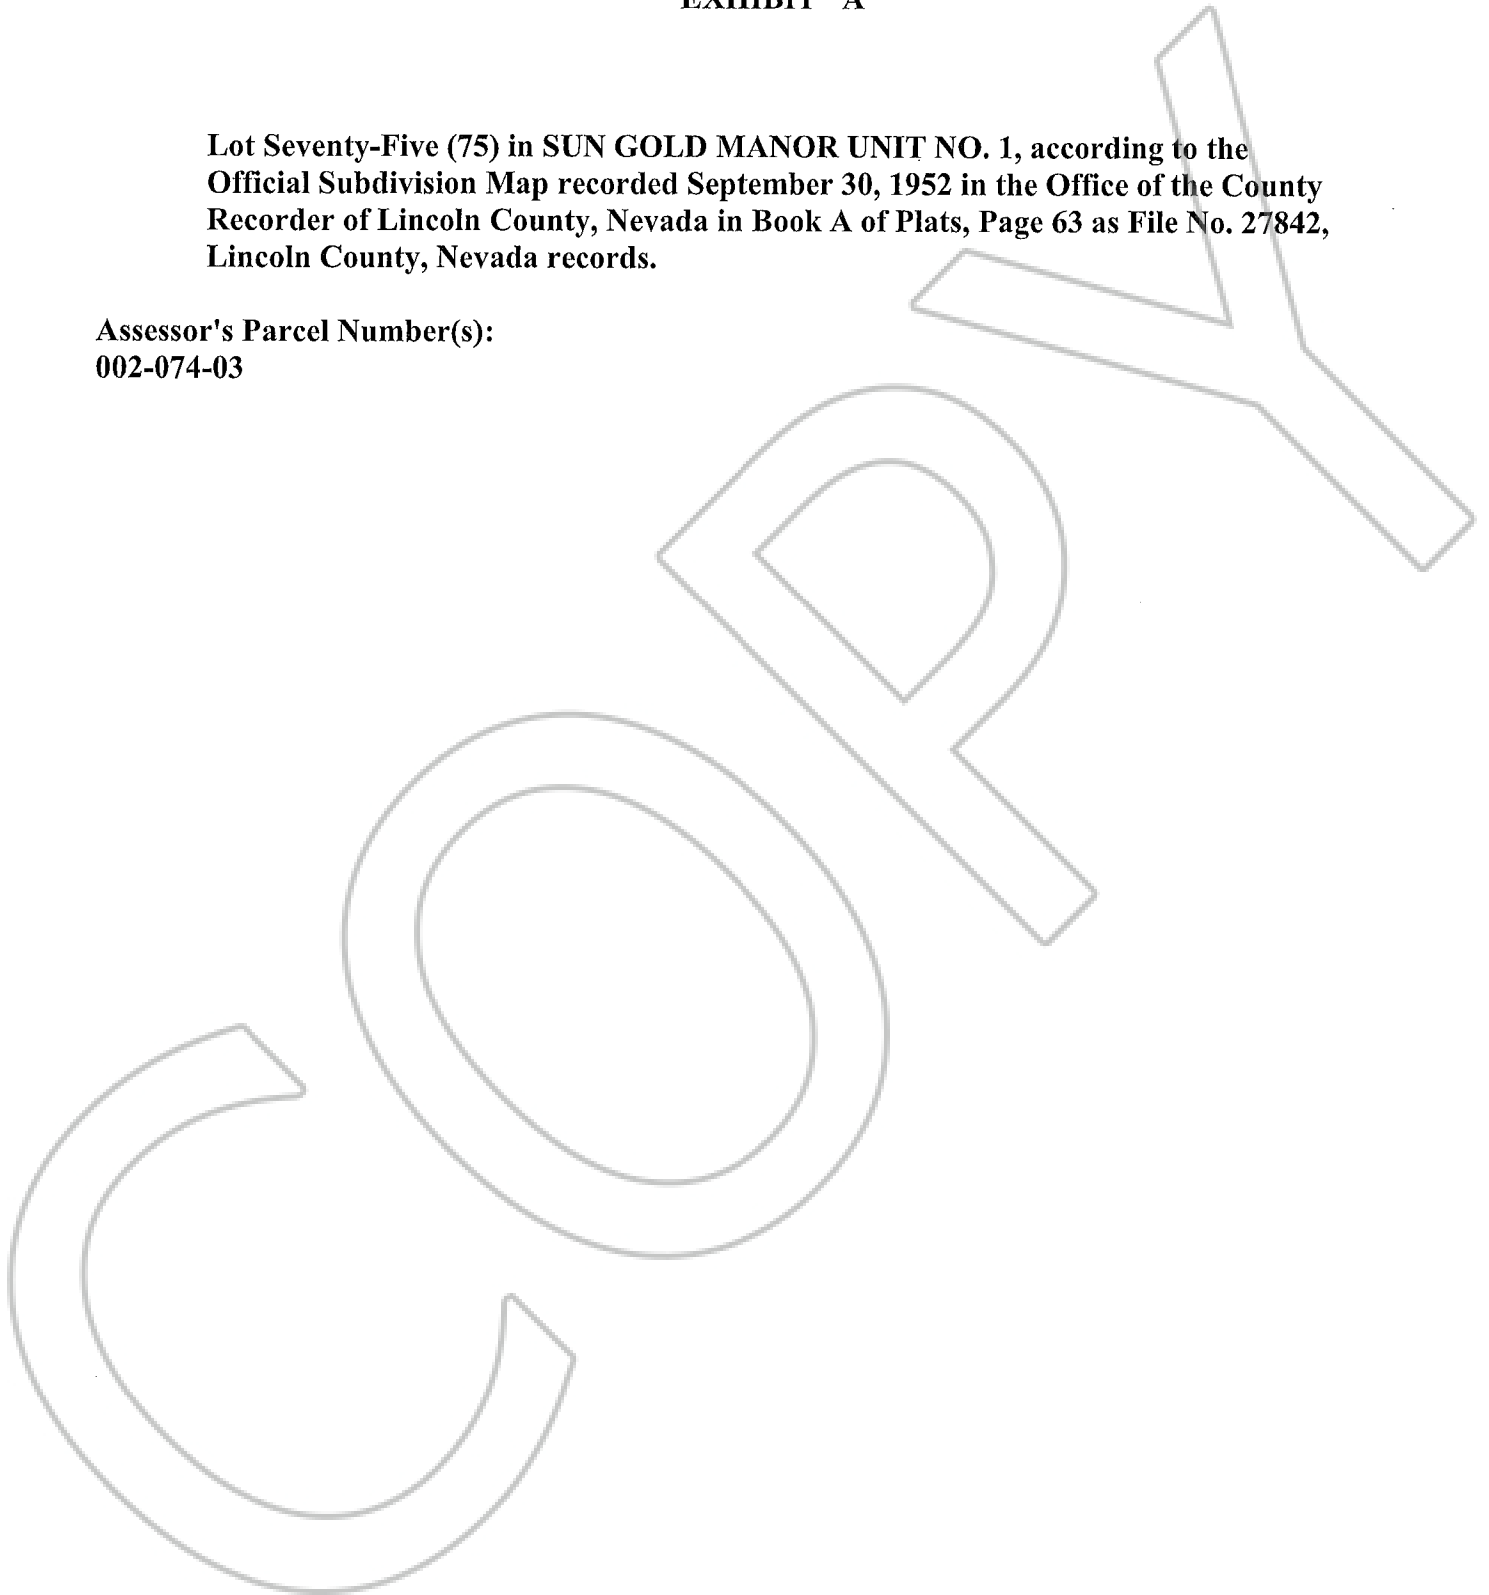 EXHIBIT "A"
Lot Seventy-Five (75) in SUN GOLD MANOR UNIT NO. 1, according to the
Official Subdivision Map recorded September 30, 1952 in the Office of the County
Recorder of Lincoln County, Nevada in Book A of Plats, Page 63 as File No. 27842,
Lincoln County, Nevada records.
Assessor's Parcel Number(s):
002-074-03
COPY